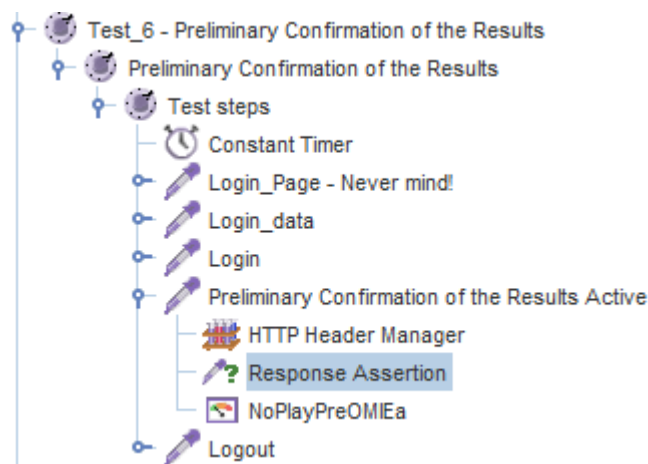 Test_6 - Preliminary Confirmation of the Results
Preliminary Confirmation of the Results
Test steps
Constant Timer
Login_Page - Never mind!
Login_data
Login
Preliminary Confirmation of the Results Active
HTTP Header Manager
Response Assertion
NoPlayPreOMIEa
Logout